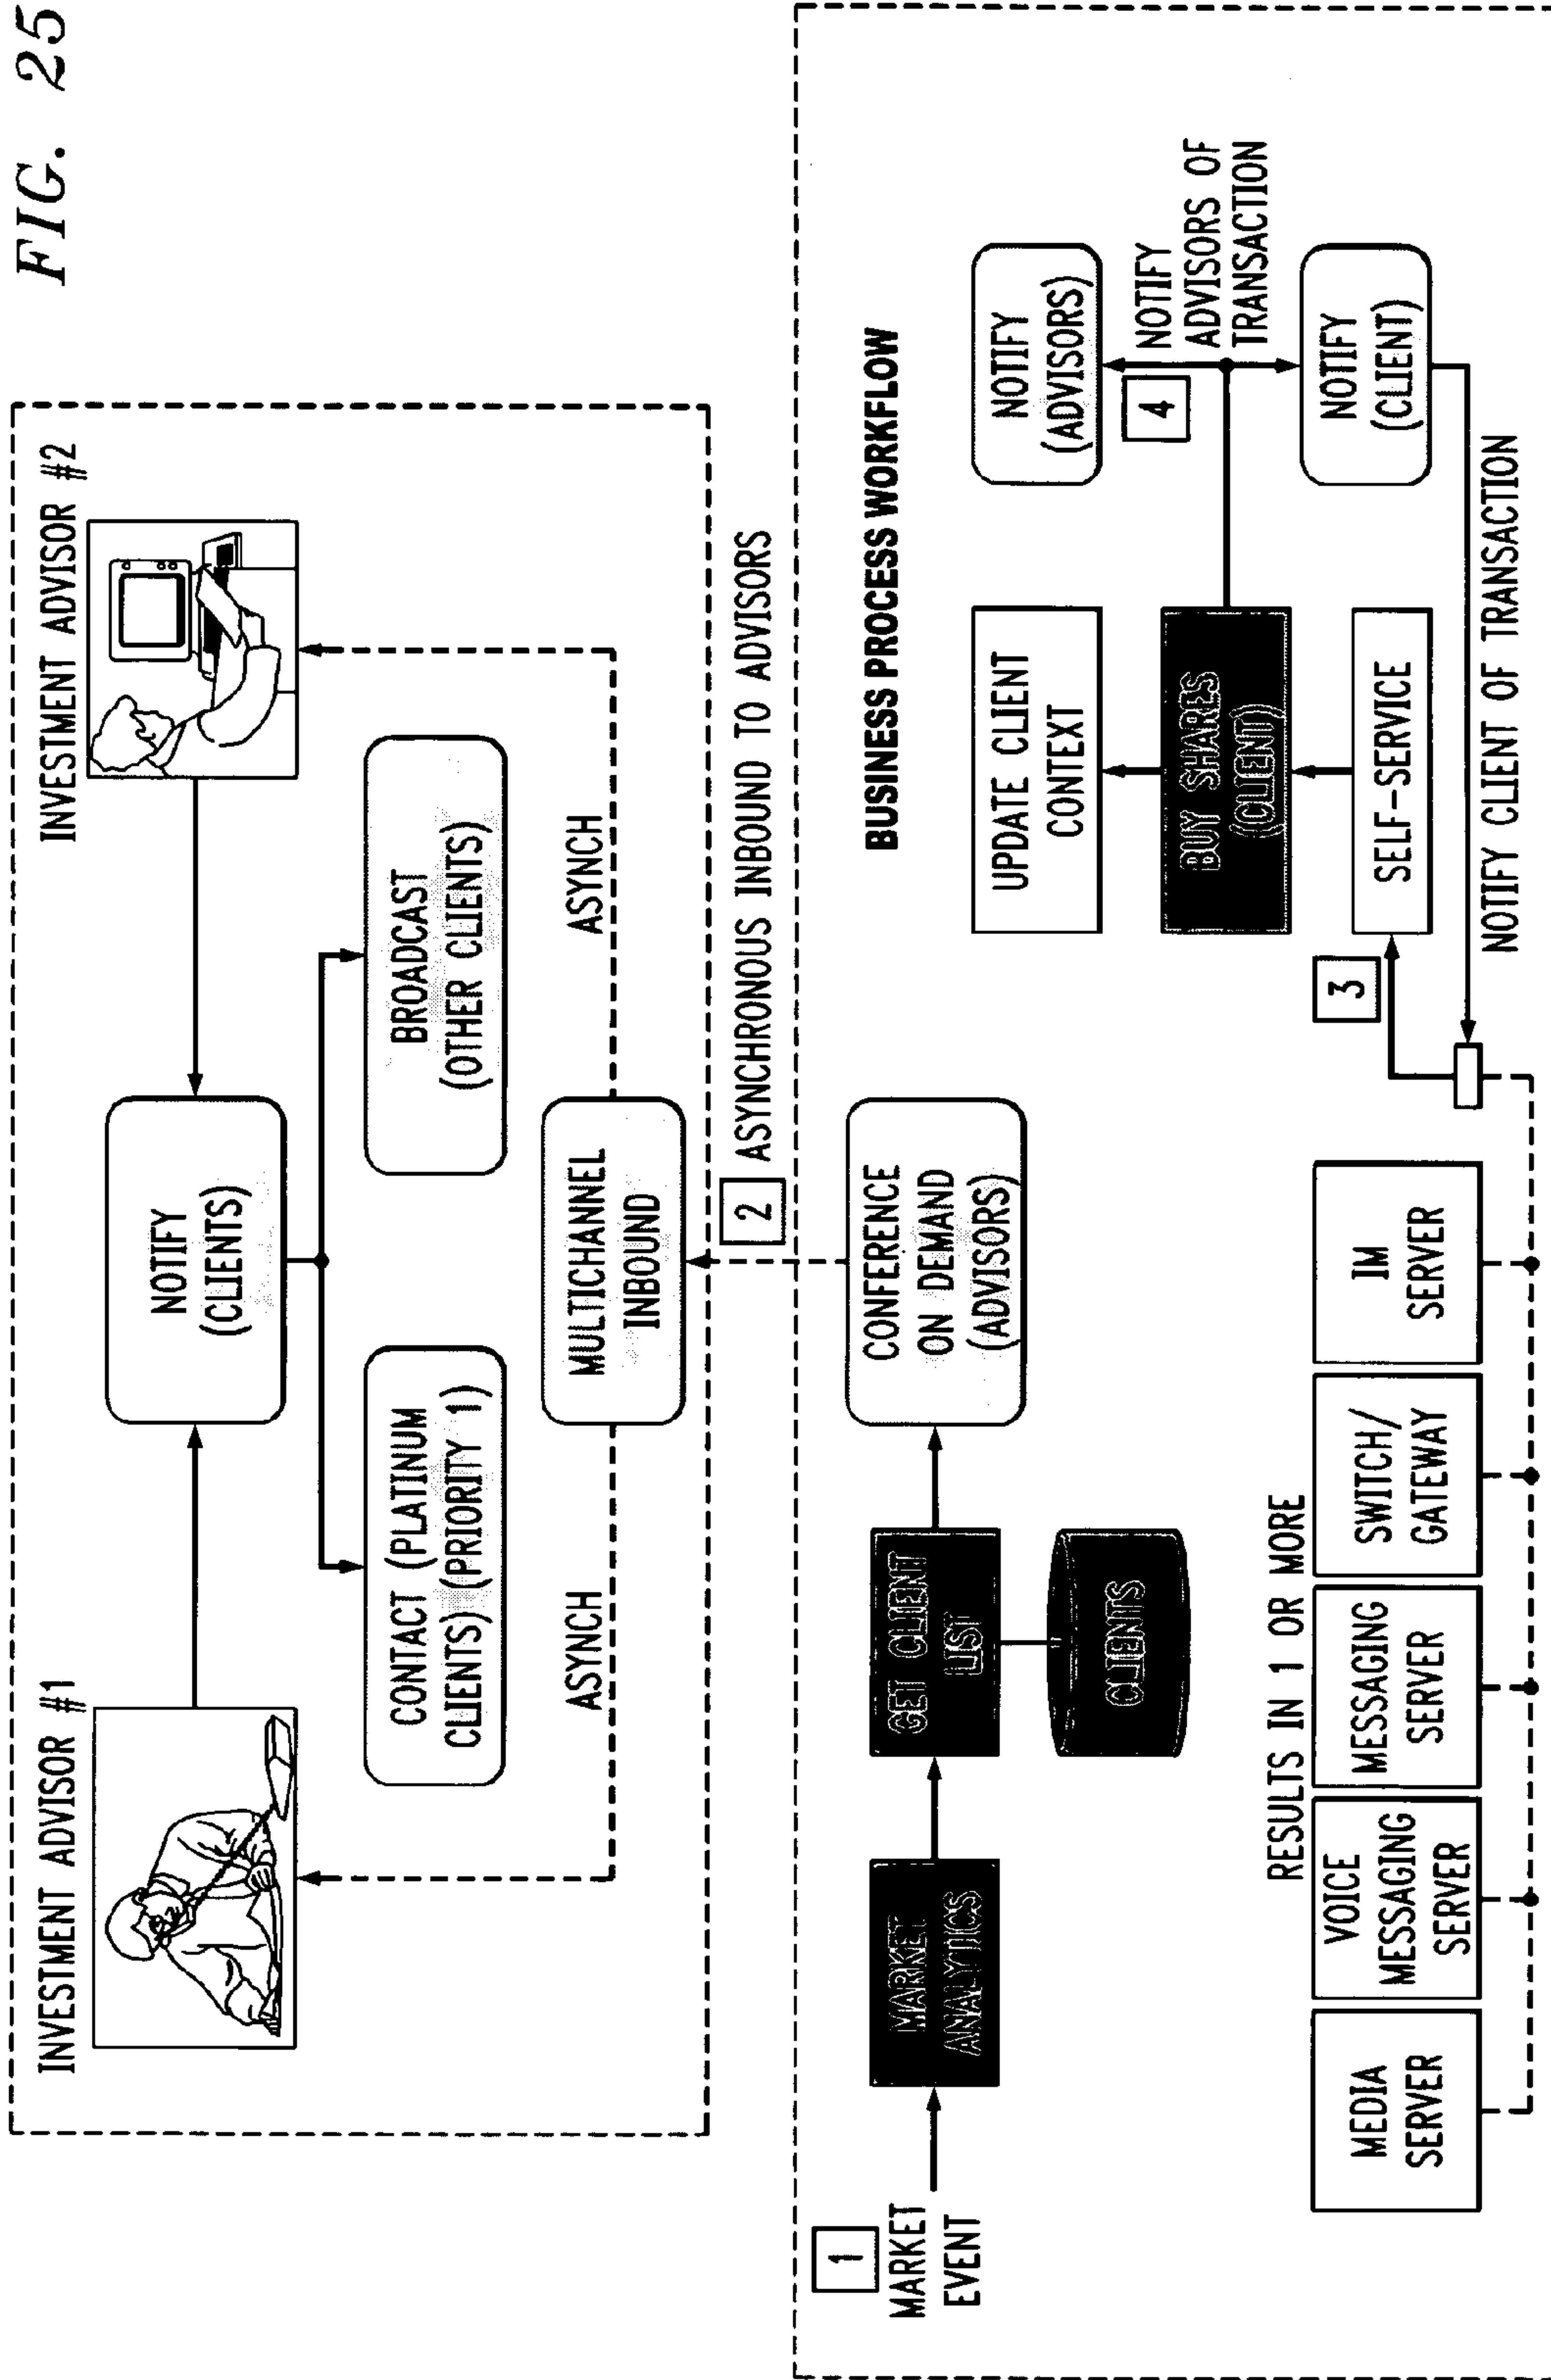 FIG. 25
INVESTMENT ADVISOR #1
INVESTMENT ADVISOR #2
NOTIFY
(CLIENTS)
CONTACT (PLATINUM
CLIENTS) (PRIORITY 1)
BROADCAST
(OTHER CLIENTS)
ASYNCH
MULTICHANNEL
INBOUND
ASYNCH
2
ASYNCHRONOUS INBOUND TO ADVISORS
1
MARKET
EVENT
MARKET
ANALYTICS
GET CLIENT
LIST
CLIENTS
CONFERENCE
ON DEMAND
(ADVISORS)
BUSINESS PROCESS WORKFLOW
UPDATE CLIENT
CONTEXT
BUY SHARES
(CLIENT)
SELF-SERVICE
3
NOTIFY
(ADVISORS)
4
NOTIFY
ADVISORS OF
TRANSACTION
NOTIFY
(CLIENT)
NOTIFY CLIENT OF TRANSACTION
RESULTS IN 1 OR MORE
MEDIA
SERVER
VOICE
MESSAGING
SERVER
MESSAGING
SERVER
SWITCH/
GATEWAY
IM
SERVER